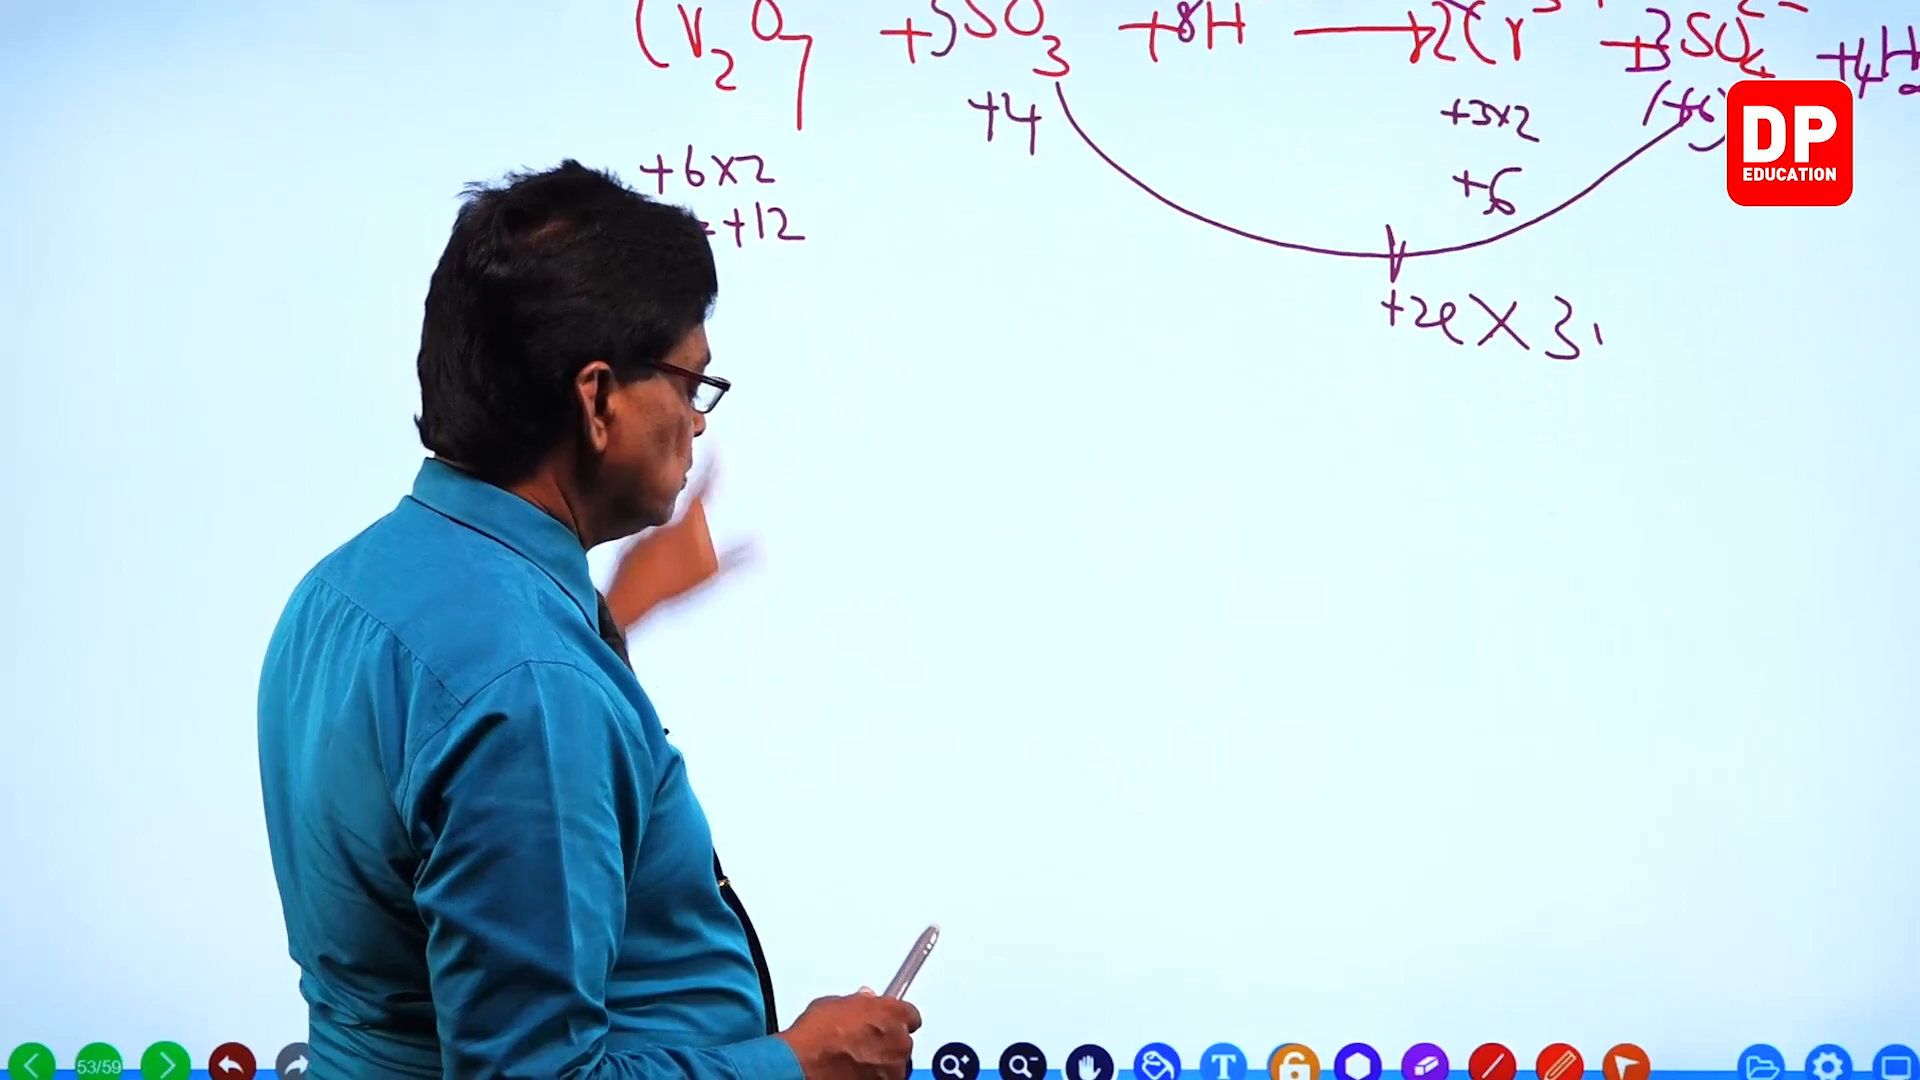 Cr2O7 + 3SO3 + 8H → 2Cr3+ + 3SO4 2- + 4H2
+4 +3×2 (+6)
+6×2 +6
= +12
+2e × 3
DP
EDUCATION
53/59
T